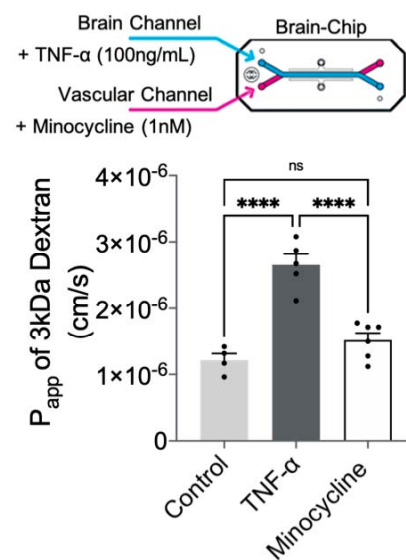 Brain Channel
+ TNF-α (100ng/mL)
Vascular Channel
+ Minocycline (1nM)
Brain-Chip
ns
**** ****
P_app of 3kDa Dextran
(cm/s)
4×10⁻⁶
3×10⁻⁶
2×10⁻⁶
1×10⁻⁶
0
Control
TNF-α
Minocycline